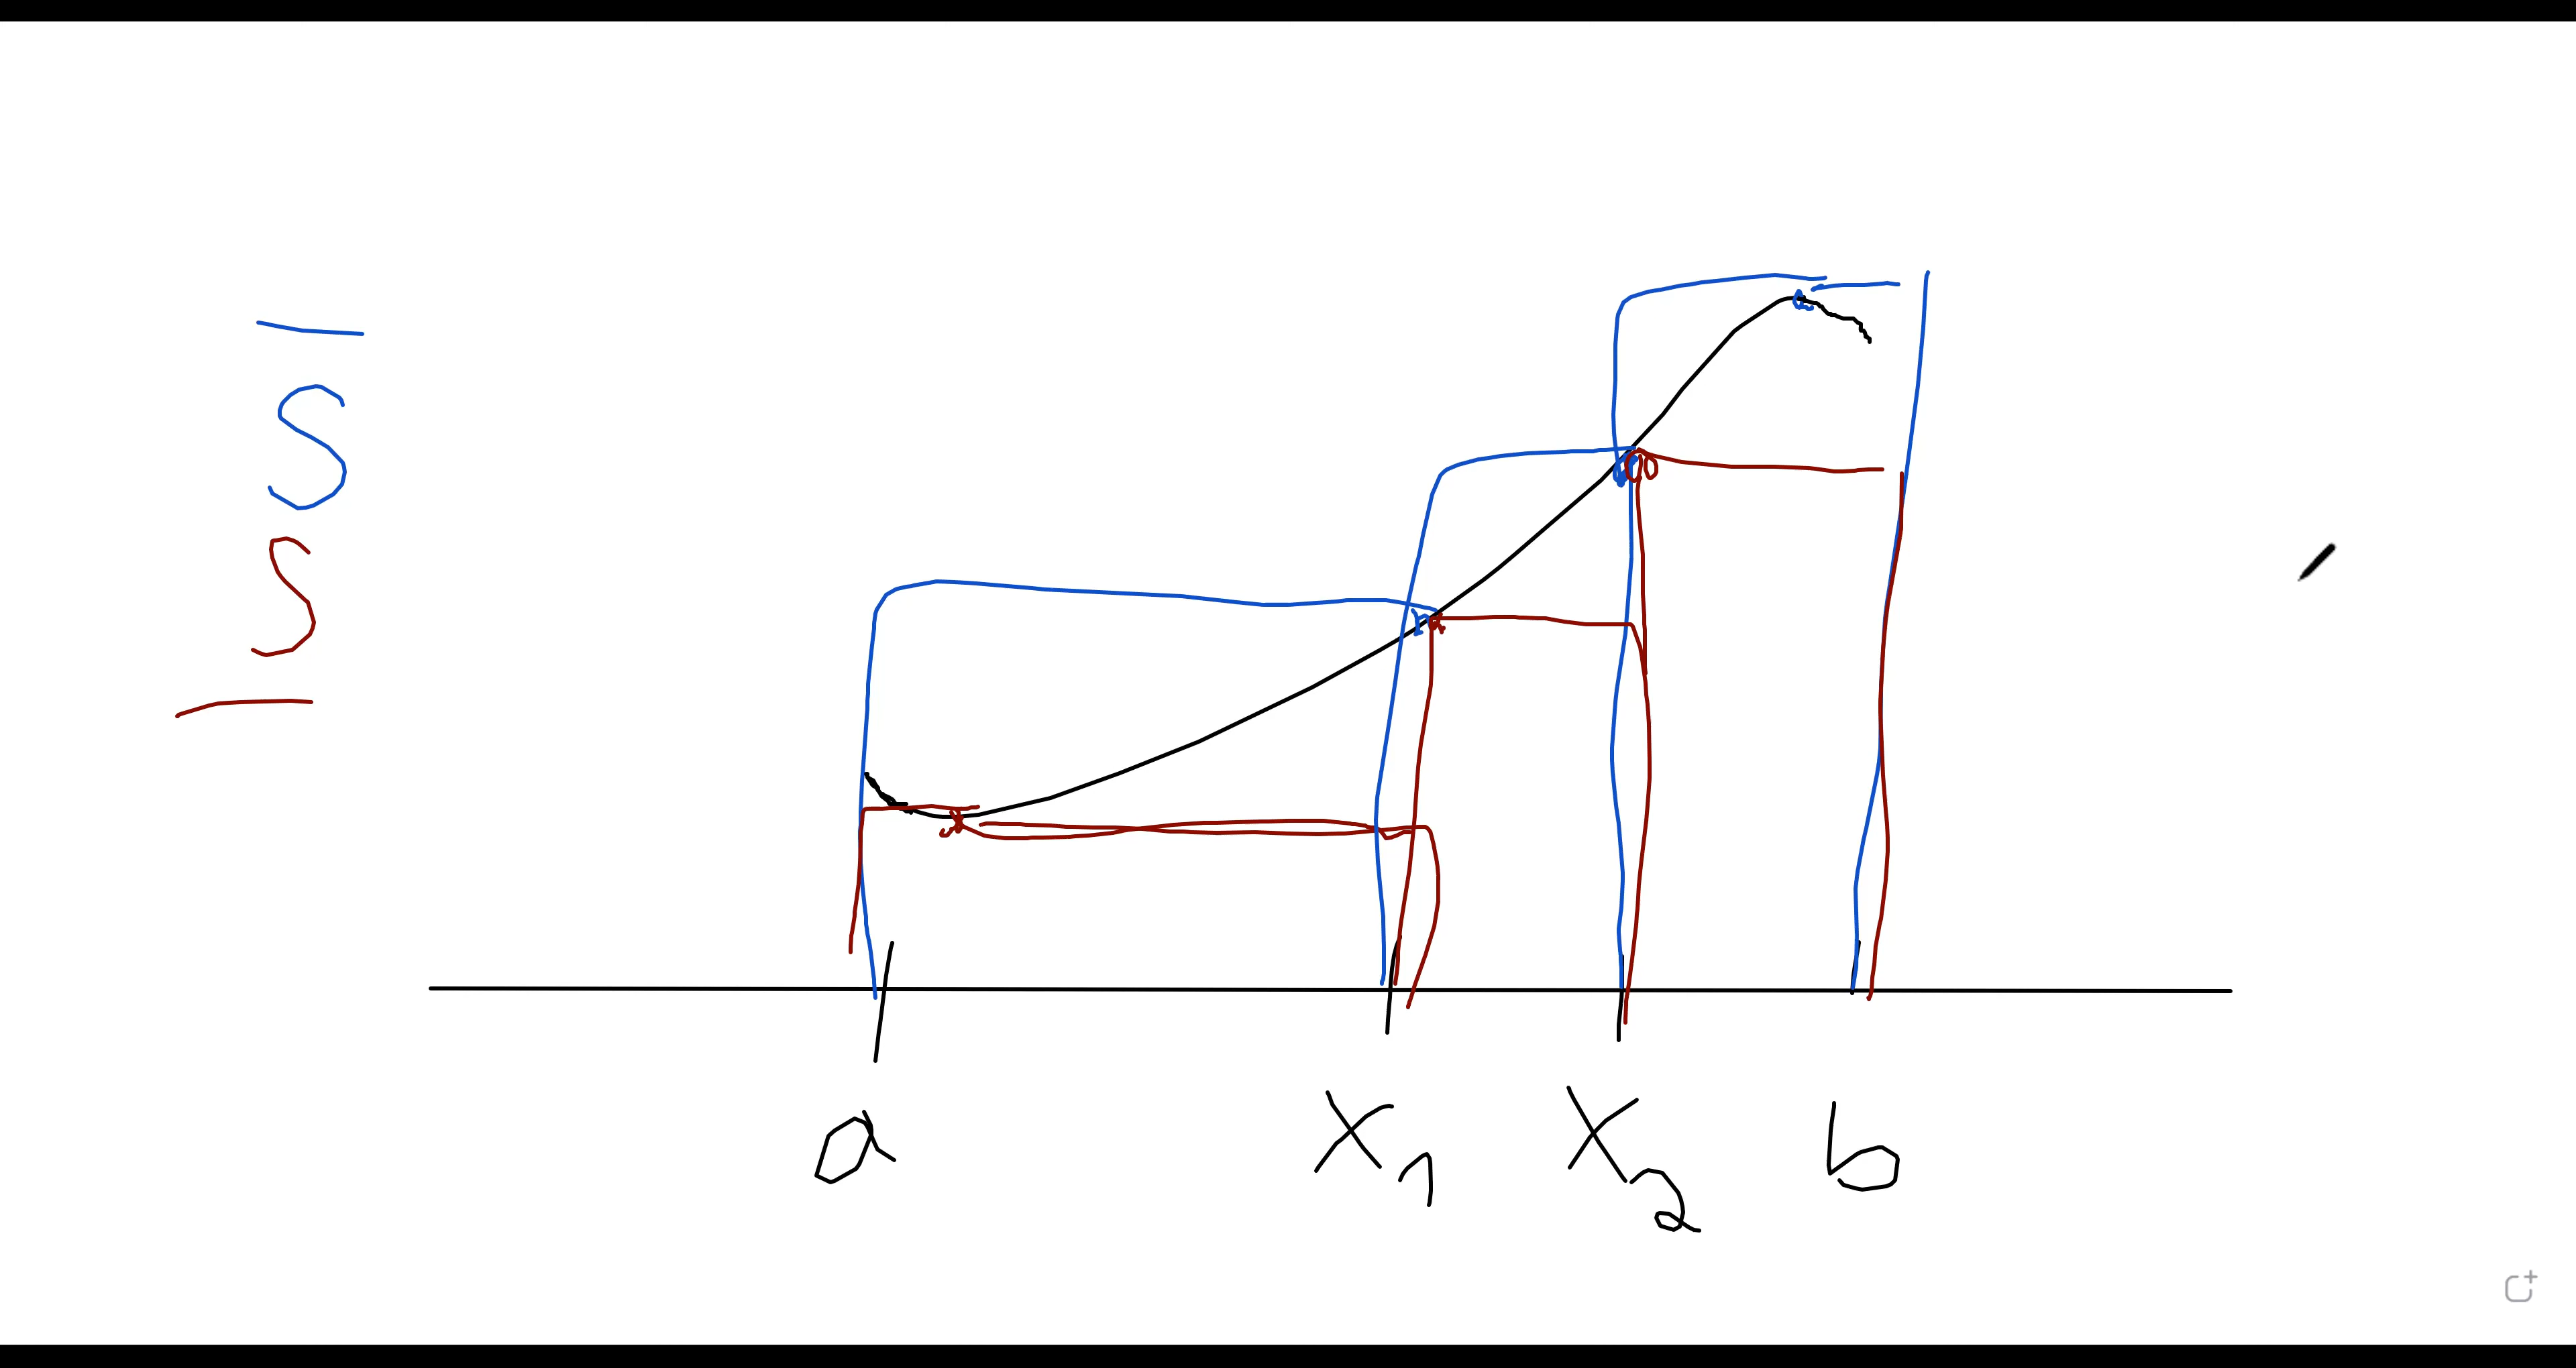 S̅
S̲
a x₁ x₂ b